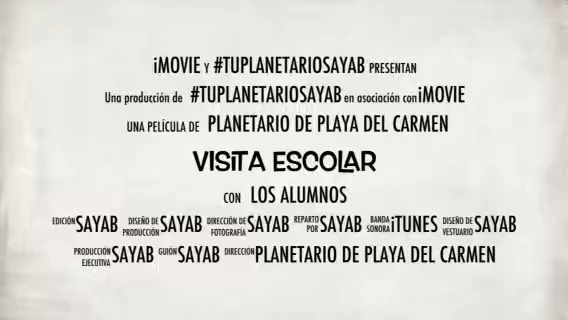 iMOVIE Y #TUPLANETARIOSAYAB PRESENTAN
Una producción de #TUPLANETARIOSAYAB en asociación con iMOVIE
UNA PELÍCULA DE PLANETARIO DE PLAYA DEL CARMEN
VISITA ESCOLAR
CON LOS ALUMNOS
EDICIÓN SAYAB DISEÑO DE PRODUCCIÓN SAYAB DIRECCIÓN DE FOTOGRAFÍA SAYAB REPARTO POR SAYAB BANDA SONORA iTUNES DISEÑO DE VESTUARIO SAYAB
PRODUCCIÓN EJECUTIVA SAYAB GUIÓN SAYAB DIRECCIÓN PLANETARIO DE PLAYA DEL CARMEN